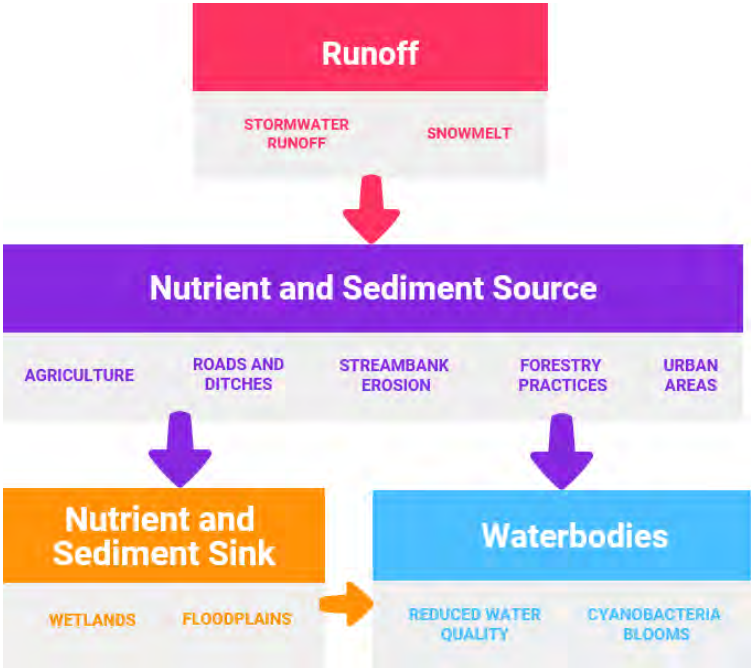 Runoff
STORMWATER
RUNOFF
SNOWMELT
Nutrient and Sediment Source
AGRICULTURE
ROADS AND
DITCHES
STREAMBANK
EROSION
FORESTRY
PRACTICES
URBAN
AREAS
Nutrient and
Sediment Sink
WETLANDS
FLOODPLAINS
Waterbodies
REDUCED WATER
QUALITY
CYANOBACTERIA
BLOOMS